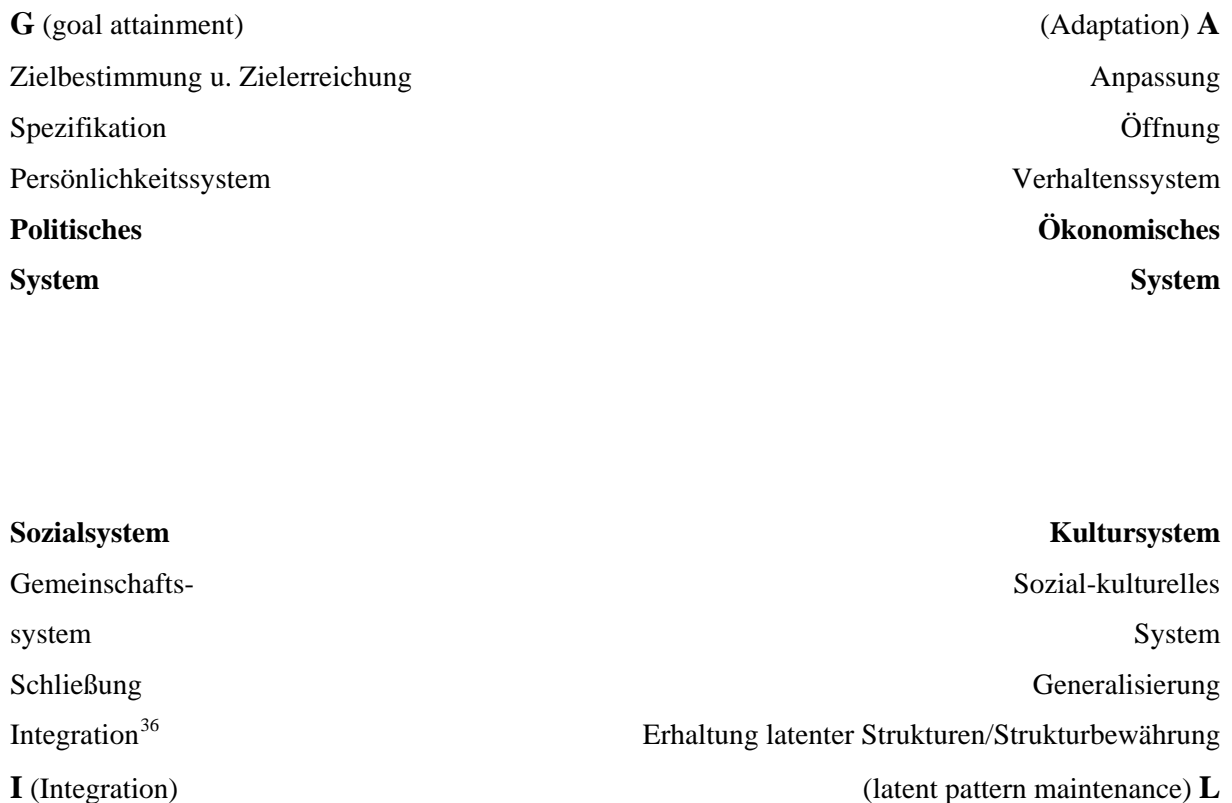 G (goal attainment) (Adaptation) A
Zielbestimmung u. Zielerreichung Anpassung
Spezifikation Öffnung
Persönlichkeitssystem Verhaltenssystem
Politisches Ökonomisches
System System
Sozialsystem Kultursystem
Gemeinschafts- Sozial-kulturelles
system System
Schließung Generalisierung
Integration36 Erhaltung latenter Strukturen/Strukturbewährung
I (Integration) (latent pattern maintenance) L